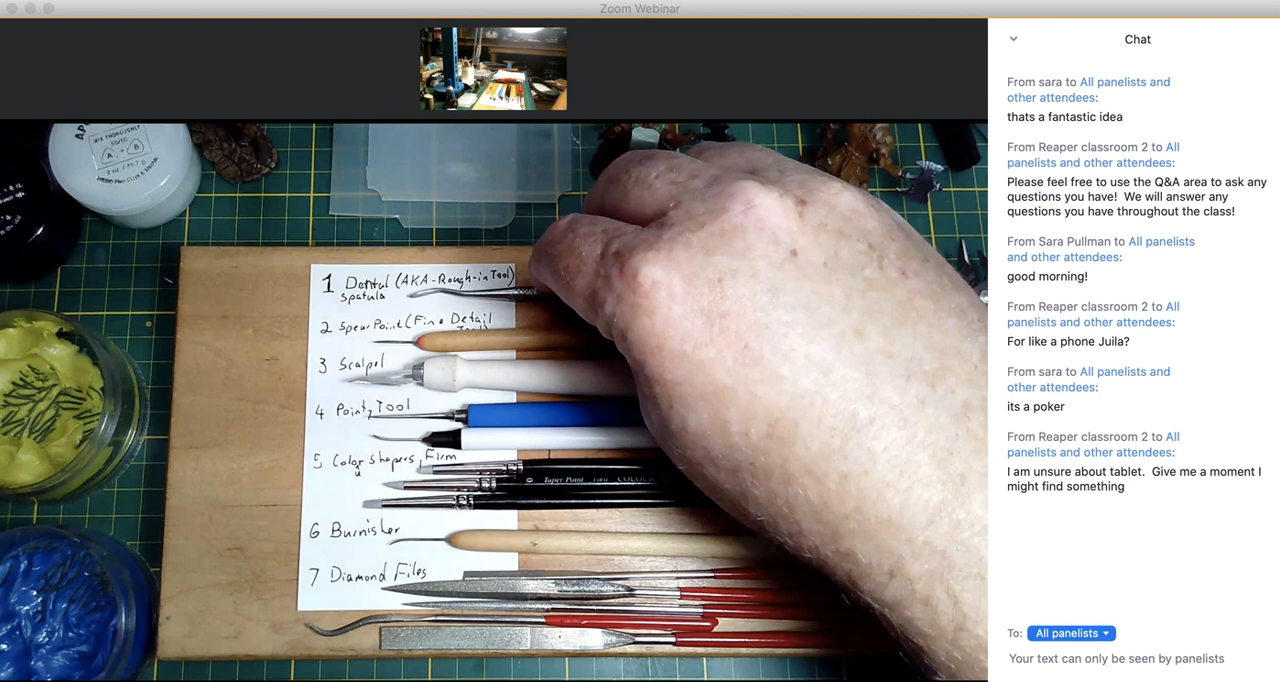 Zoom Webinar
MIX THOROUGHLY
A + B
1 Dental (AKA-Rough-in Tool)
spatula
2 Spear Point (Fine Detail
Tool)
3 Scalpel
4 Pointy Tool
5 Color shapers, Firm
Taper Point
6 Burnisher
7 Diamond Files
Chat
From sara to All panelists and
other attendees:
thats a fantastic idea
From Reaper classroom 2 to All
panelists and other attendees:
Please feel free to use the Q&A area to ask any
questions you have!  We will answer any
questions you have throughout the class!
From Sara Pullman to All panelists
and other attendees:
good morning!
From Reaper classroom 2 to All
panelists and other attendees:
For like a phone Juila?
From sara to All panelists and
other attendees:
its a poker
From Reaper classroom 2 to All
panelists and other attendees:
I am unsure about tablet.  Give me a moment I
might find something
To: All panelists
Your text can only be seen by panelists